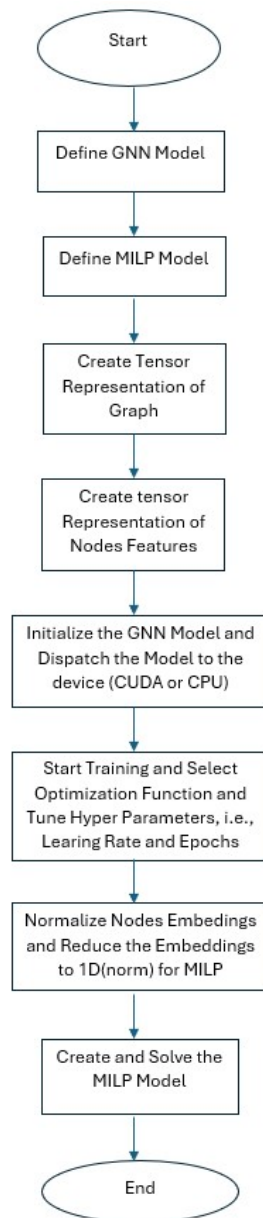 Start
Define GNN Model
Define MILP Model
Create Tensor
Representation of
Graph
Create tensor
Representation of
Nodes Features
Initialize the GNN Model and
Dispatch the Model to the
device (CUDA or CPU)
Start Training and Select
Optimization Function and
Tune Hyper Parameters, i.e.,
Learing Rate and Epochs
Normalize Nodes Embedings
and Reduce the Embeddings
to 1D(norm) for MILP
Create and Solve the
MILP Model
End